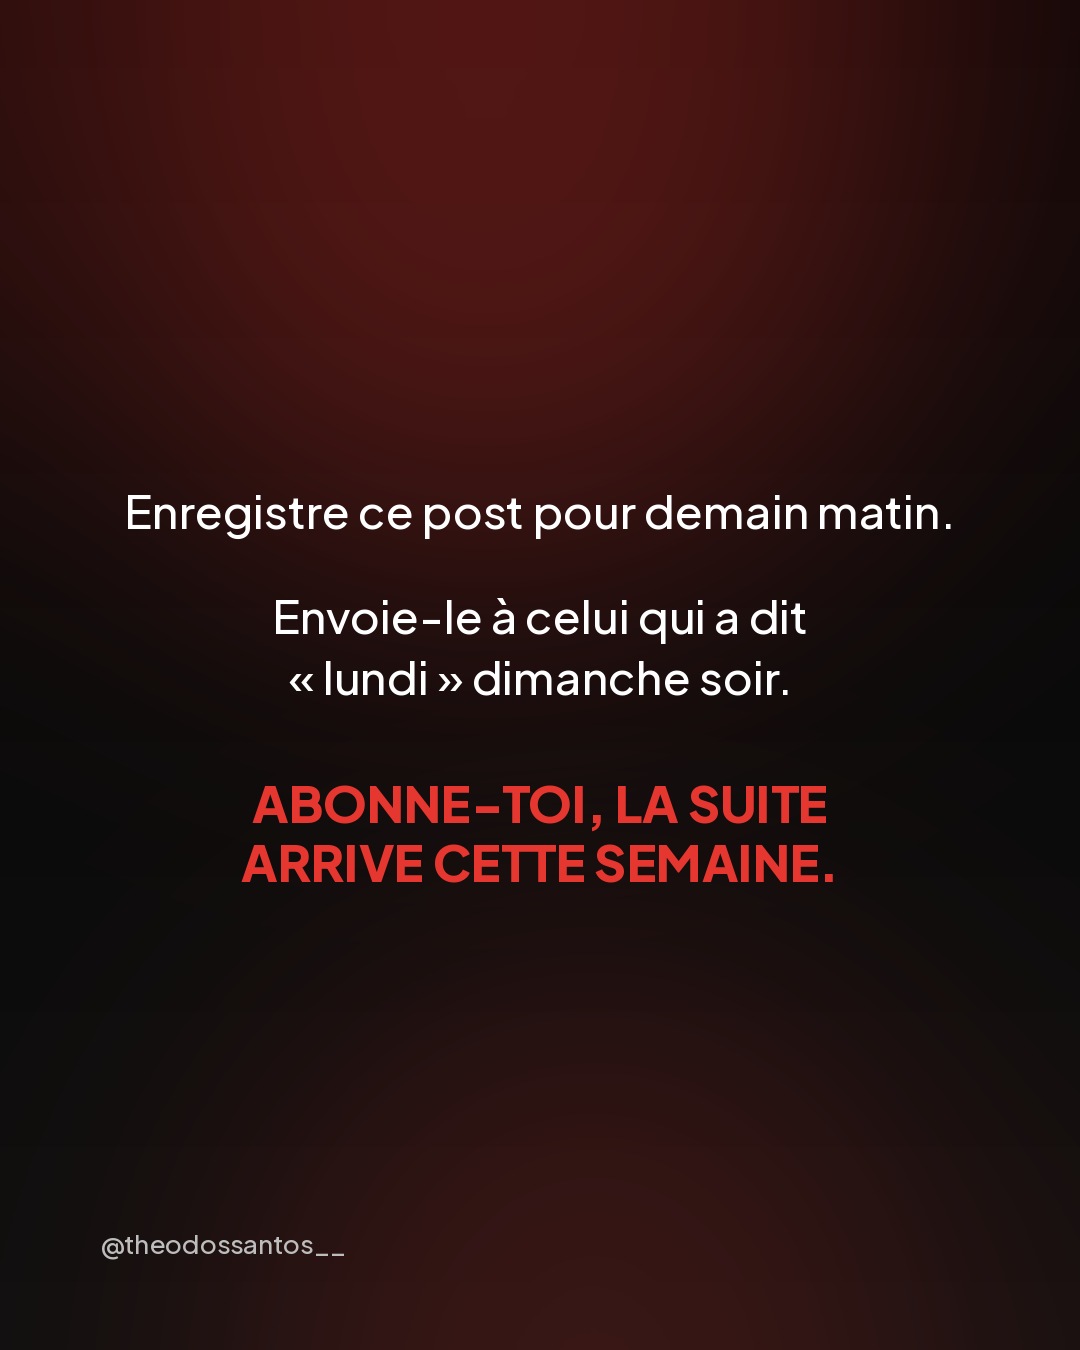 Enregistre ce post pour demain matin.
Envoie-le à celui qui a dit
« lundi » dimanche soir.
ABONNE-TOI, LA SUITE
ARRIVE CETTE SEMAINE.
@theodossantos__